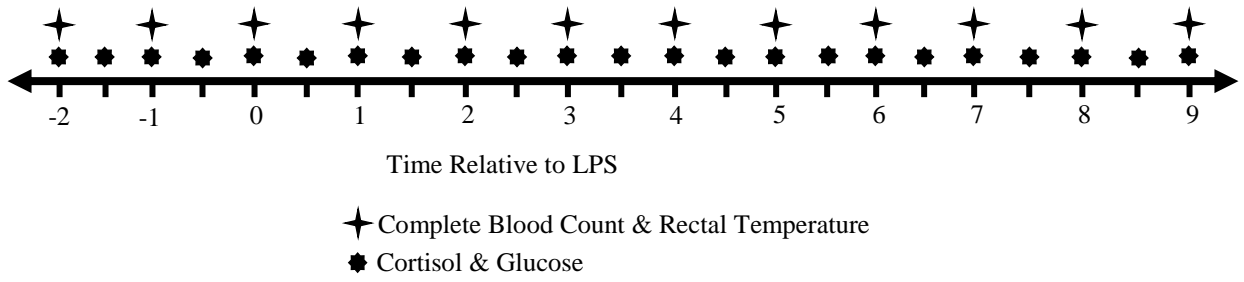 -2 -1 0 1 2 3 4 5 6 7 8 9
Time Relative to LPS
Complete Blood Count & Rectal Temperature
Cortisol & Glucose